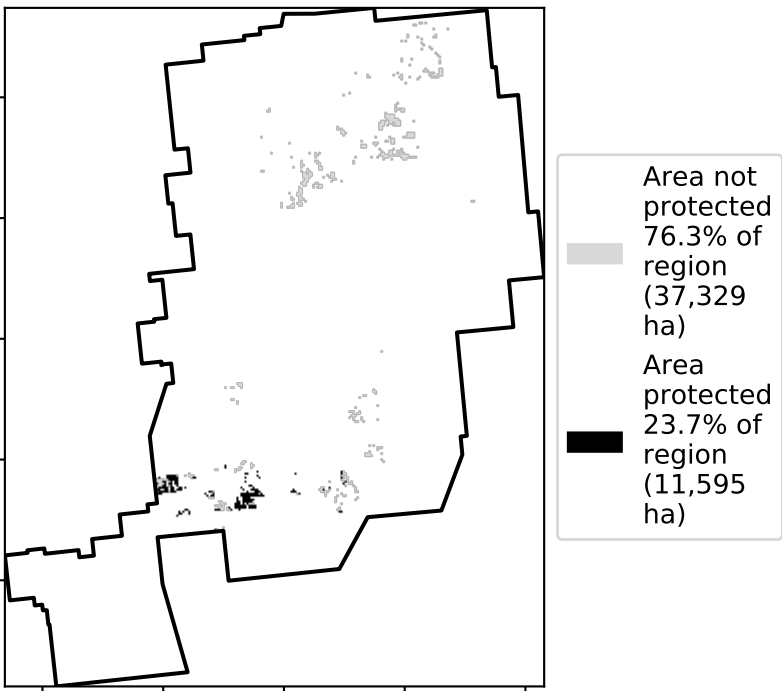 Area not
protected
76.3% of
region
(37,329
ha)
Area
protected
23.7% of
region
(11,595
ha)